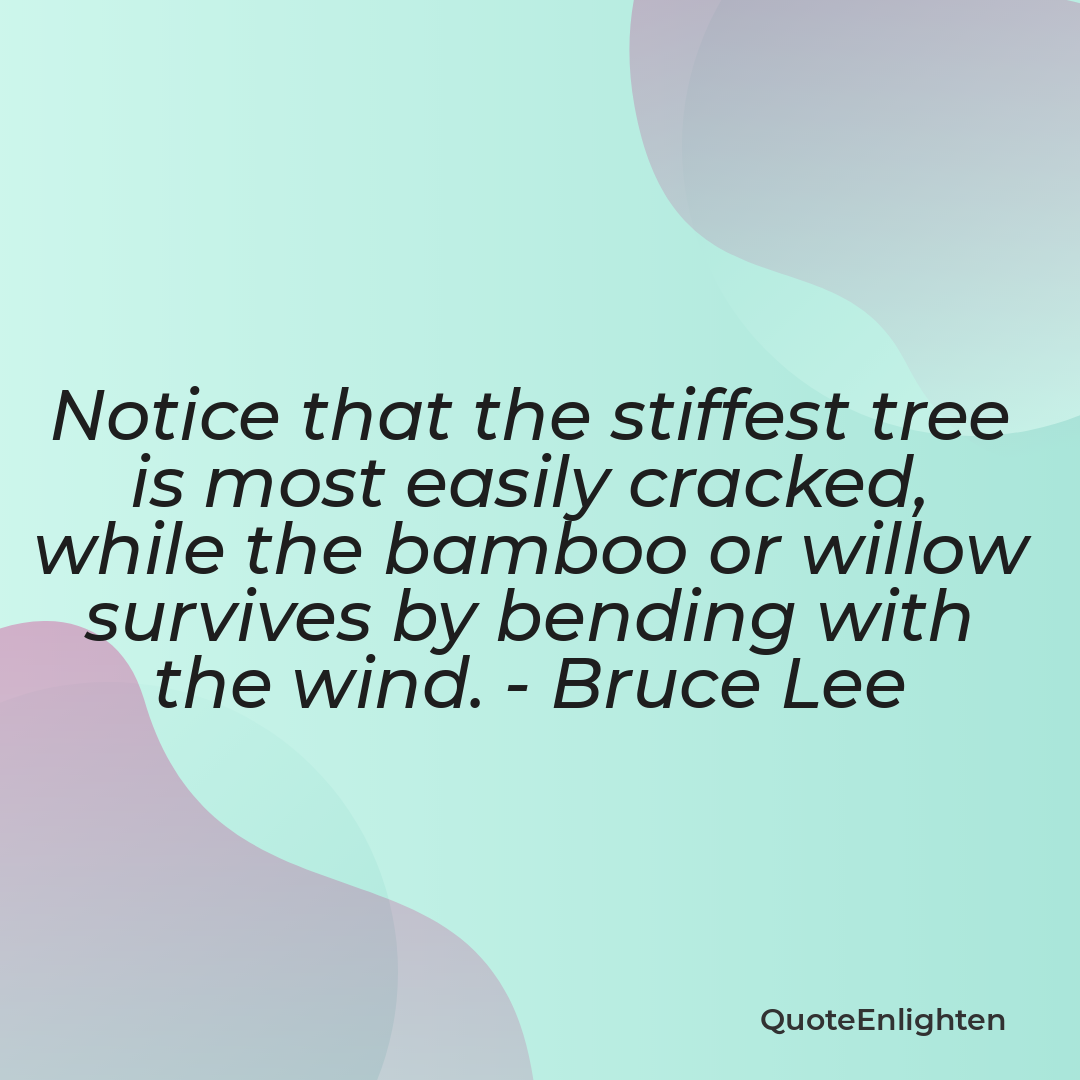 Notice that the stiffest tree
is most easily cracked,
while the bamboo or willow
survives by bending with
the wind. - Bruce Lee
QuoteEnlighten